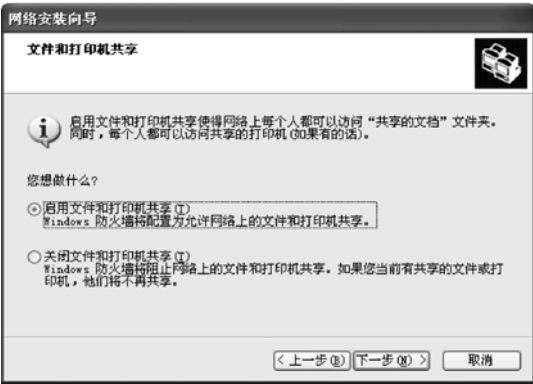 网络安装向导
文件和打印机共享
启用文件和打印机共享使得网络上每个人都可以访问“共享的文档”文件夹。
同时，每个人都可以访问共享的打印机(如果有的话)。
您想做什么?
启用文件和打印机共享(T)
Windows 防火墙将配置为允许网络上的文件和打印机共享。
关闭文件和打印机共享(T)
Windows 防火墙将阻止网络上的文件和打印机共享。如果您当前有共享的文件或打
印机，他们将不再共享。
< 上一步(B) 下一步(N) > 取消